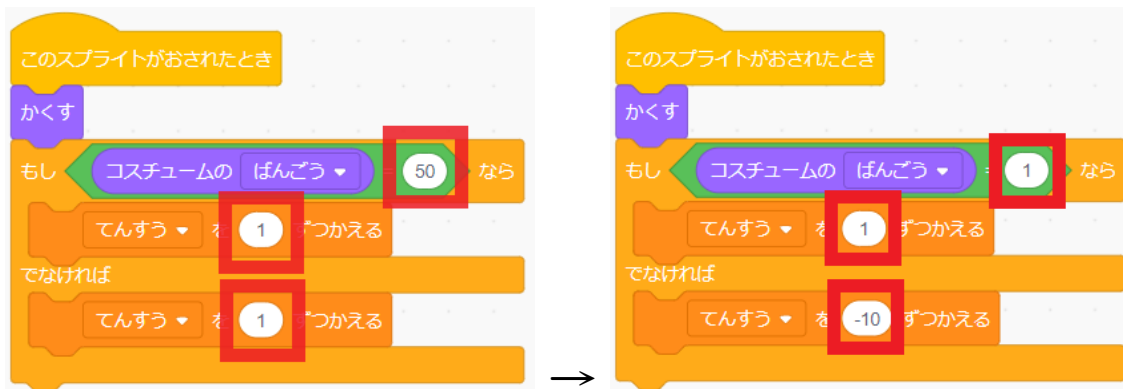 このスプライトがおされたとき
かくす
もし コスチュームの ばんごう = 50 なら
てんすう を 1 ずつかえる
でなければ
てんすう を 1 ずつかえる
→
このスプライトがおされたとき
かくす
もし コスチュームの ばんごう = 1 なら
てんすう を 1 ずつかえる
でなければ
てんすう を -10 ずつかえる